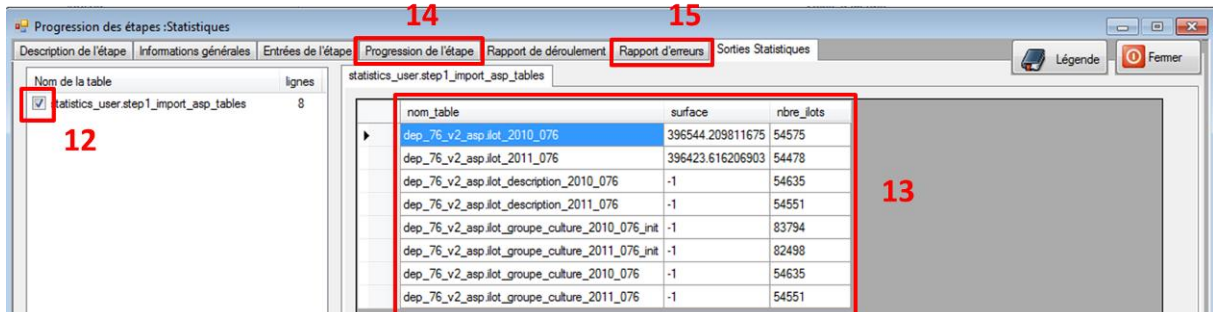 14 15
Progression des étapes :Statistiques
Description de l'étape Informations générales Entrées de l'étape Progression de l'étape Rapport de déroulement Rapport d'erreurs Sorties Statistiques
Légende Fermer
Nom de la table lignes
statistics_user.step1_import_asp_tables 8
12
statistics_user.step1_import_asp_tables
nom_table surface nbre_ilots
dep_76_v2_asp.ilot_2010_076 396544.209811675 54575
dep_76_v2_asp.ilot_2011_076 396423.616206903 54478
dep_76_v2_asp.ilot_description_2010_076 -1 54635
dep_76_v2_asp.ilot_description_2011_076 -1 54551
dep_76_v2_asp.ilot_groupe_culture_2010_076_init -1 83794
dep_76_v2_asp.ilot_groupe_culture_2011_076_init -1 82498
dep_76_v2_asp.ilot_groupe_culture_2010_076 -1 54635
dep_76_v2_asp.ilot_groupe_culture_2011_076 -1 54551
13